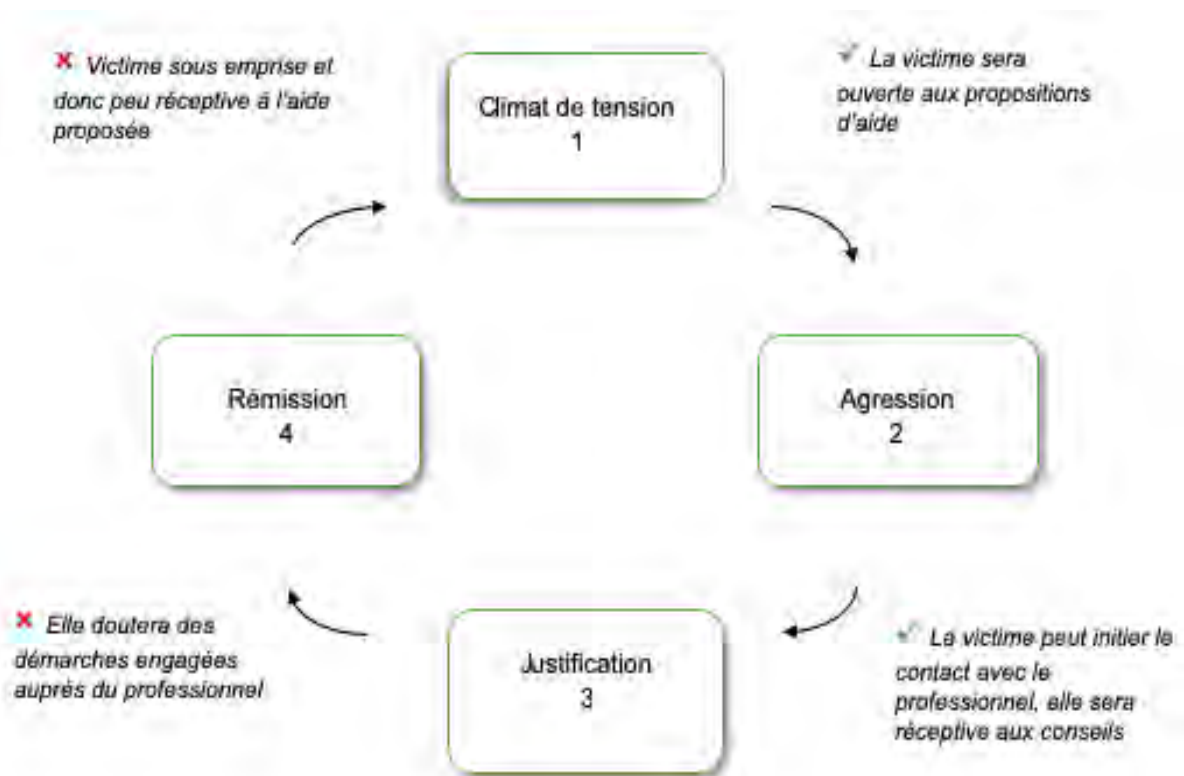 ✗ Victime sous emprise et
donc peu réceptive à l'aide
proposée
Climat de tension
1
✓ La victime sera
ouverte aux propositions
d'aide
Rémission
4
Agression
2
✗ Elle doutera des
démarches engagées
auprès du professionnel
Justification
3
✓ La victime peut initier le
contact avec le
professionnel, elle sera
réceptive aux conseils